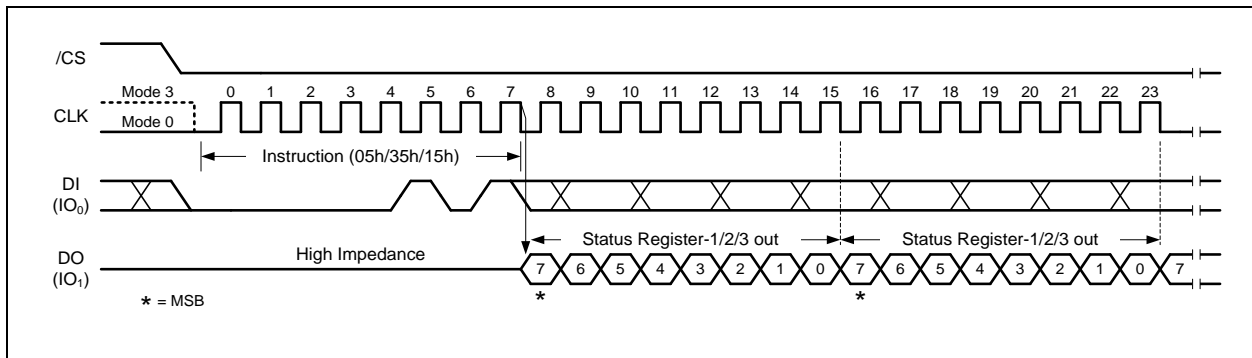 /CS
Mode 3
0 1 2 3 4 5 6 7 8 9 10 11 12 13 14 15 16 17 18 19 20 21 22 23
CLK
Mode 0
Instruction (05h/35h/15h)
DI
(IO0)
Status Register-1/2/3 out Status Register-1/2/3 out
High Impedance
DO
(IO1)
7 6 5 4 3 2 1 0 7 6 5 4 3 2 1 0 7
* *
* = MSB